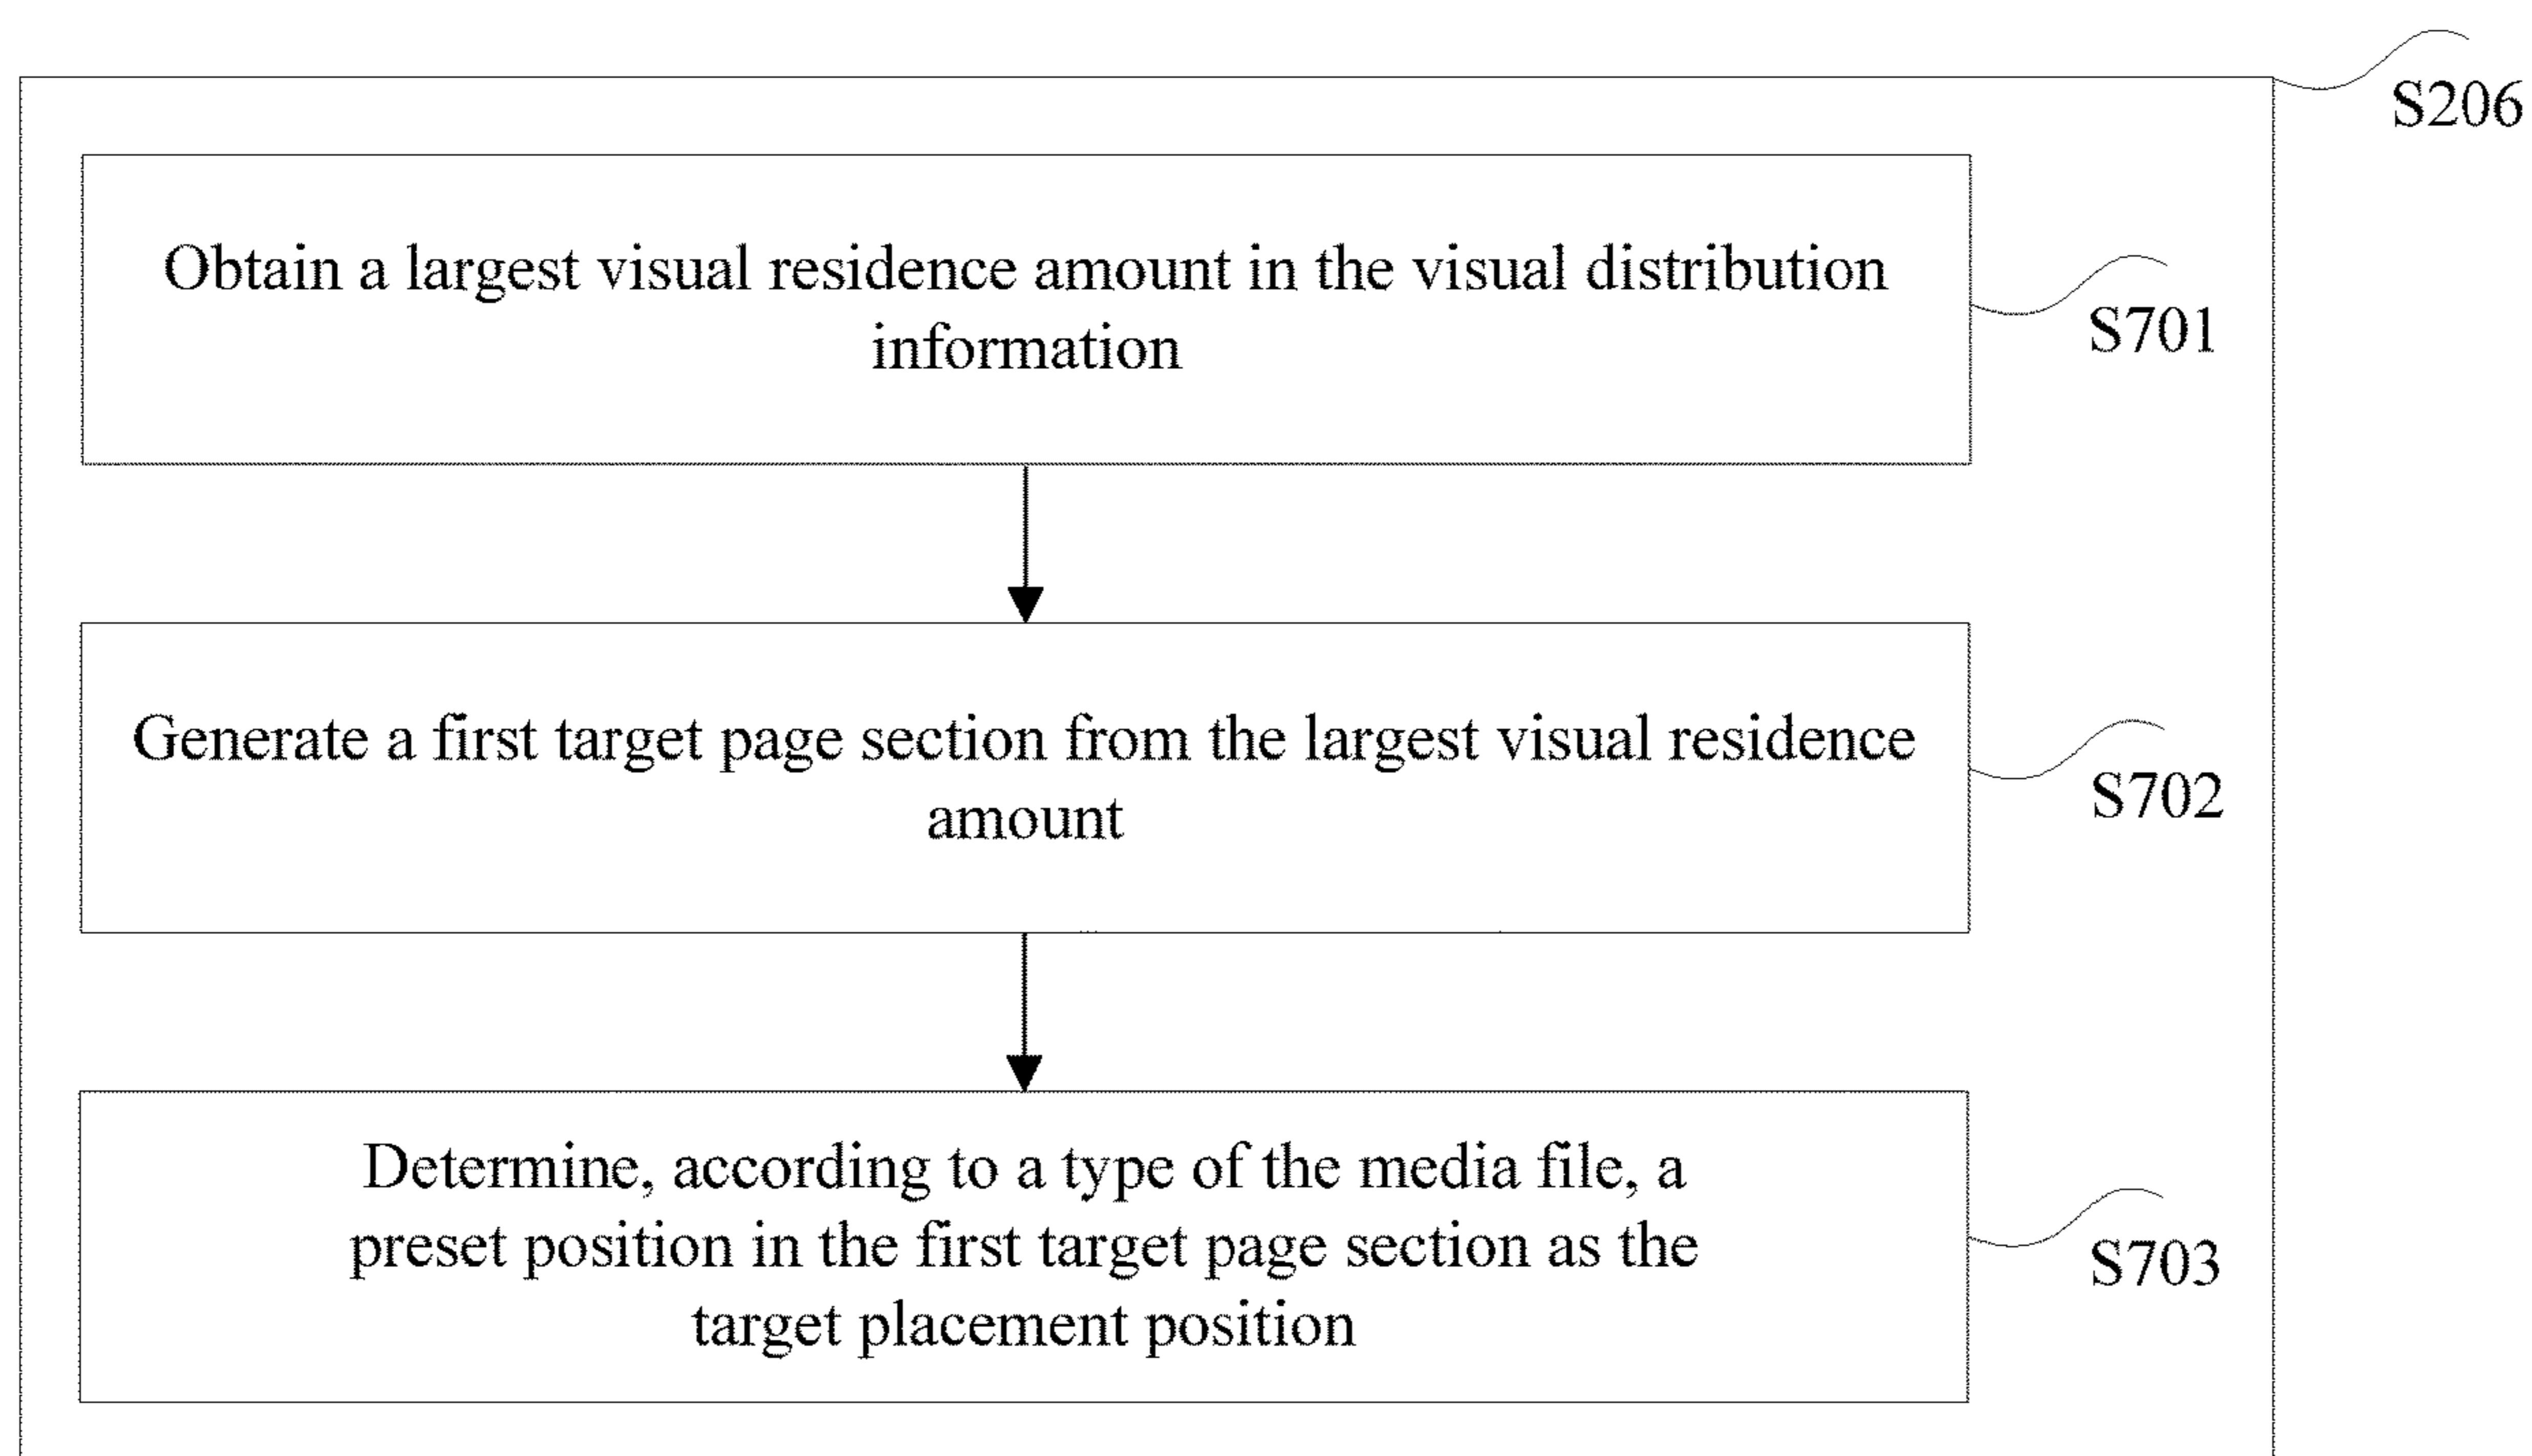 S206
Obtain a largest visual residence amount in the visual distribution
information
S701
Generate a first target page section from the largest visual residence
amount
S702
Determine, according to a type of the media file, a
preset position in the first target page section as the
target placement position
S703